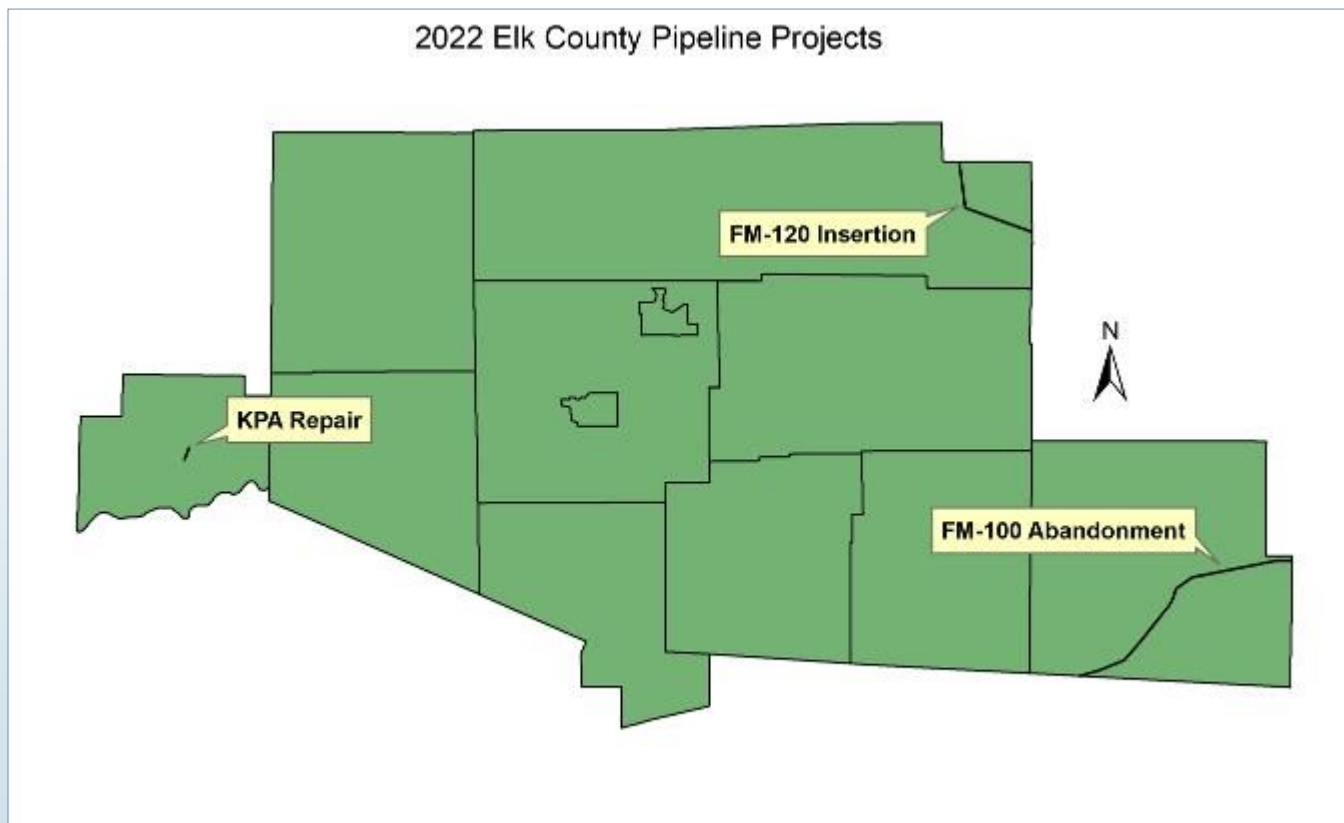 2022 Elk County Pipeline Projects
FM-120 Insertion
N
KPA Repair
FM-100 Abandonment